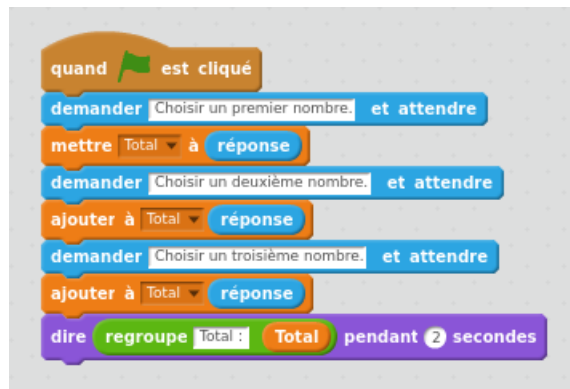 quand est cliqué
demander Choisir un premier nombre. et attendre
mettre Total à réponse
demander Choisir un deuxième nombre. et attendre
ajouter à Total réponse
demander Choisir un troisième nombre. et attendre
ajouter à Total réponse
dire regroupe Total : Total pendant 2 secondes